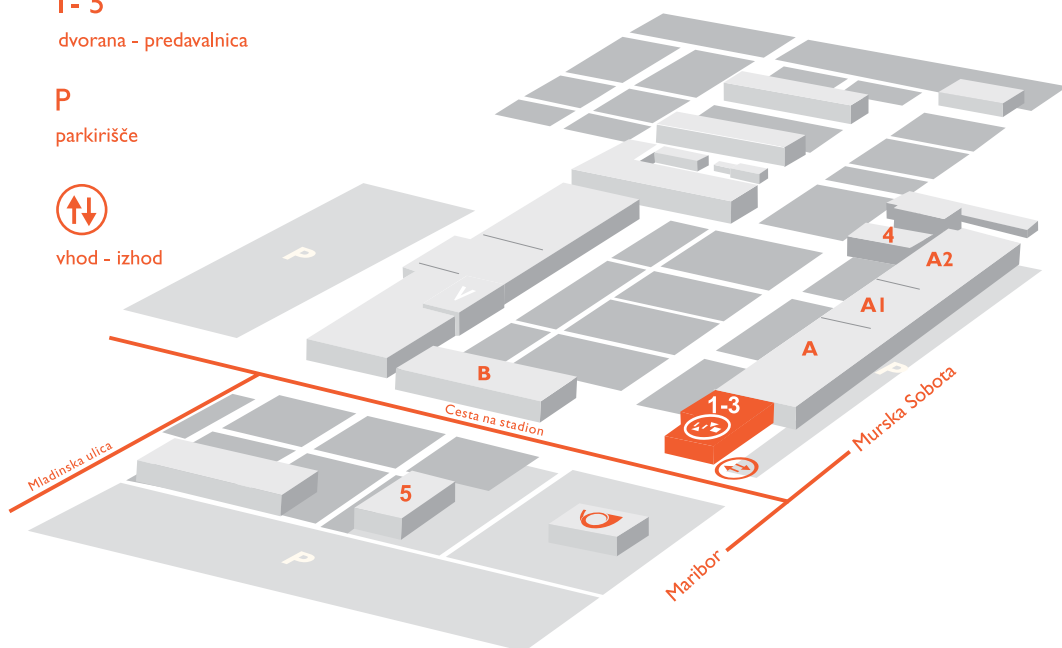 1- 5
dvorana - predavalnica
P
parkirišče
vhod - izhod
P
V
B
4
A2
A1
A
P
1-3
Cesta na stadion
Mladinska ulica
5
P
Murska Sobota
Maribor